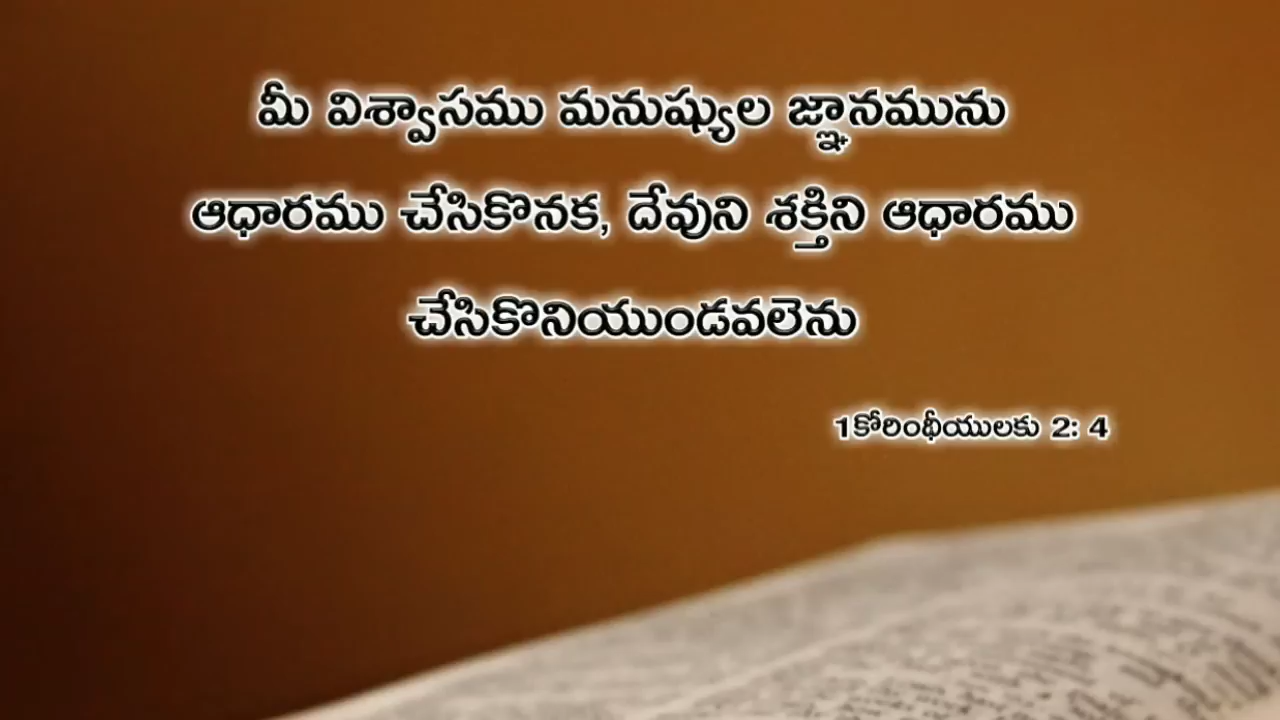 మీ విశ్వాసము మనుష్యుల జ్ఞానమును
ఆధారము చేసికొనక, దేవుని శక్తిని ఆధారము
చేసికొనియుండవలెను
1కోరింథీయులకు 2: 4